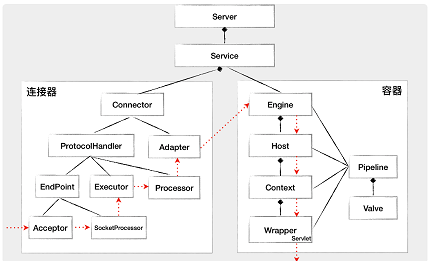 Server
Service
连接器
容器
Connector
Engine
ProtocolHandler
Adapter
Host
EndPoint
Executor
Processor
Context
Pipeline
Acceptor
SocketProcessor
Wrapper
Servlet
Valve